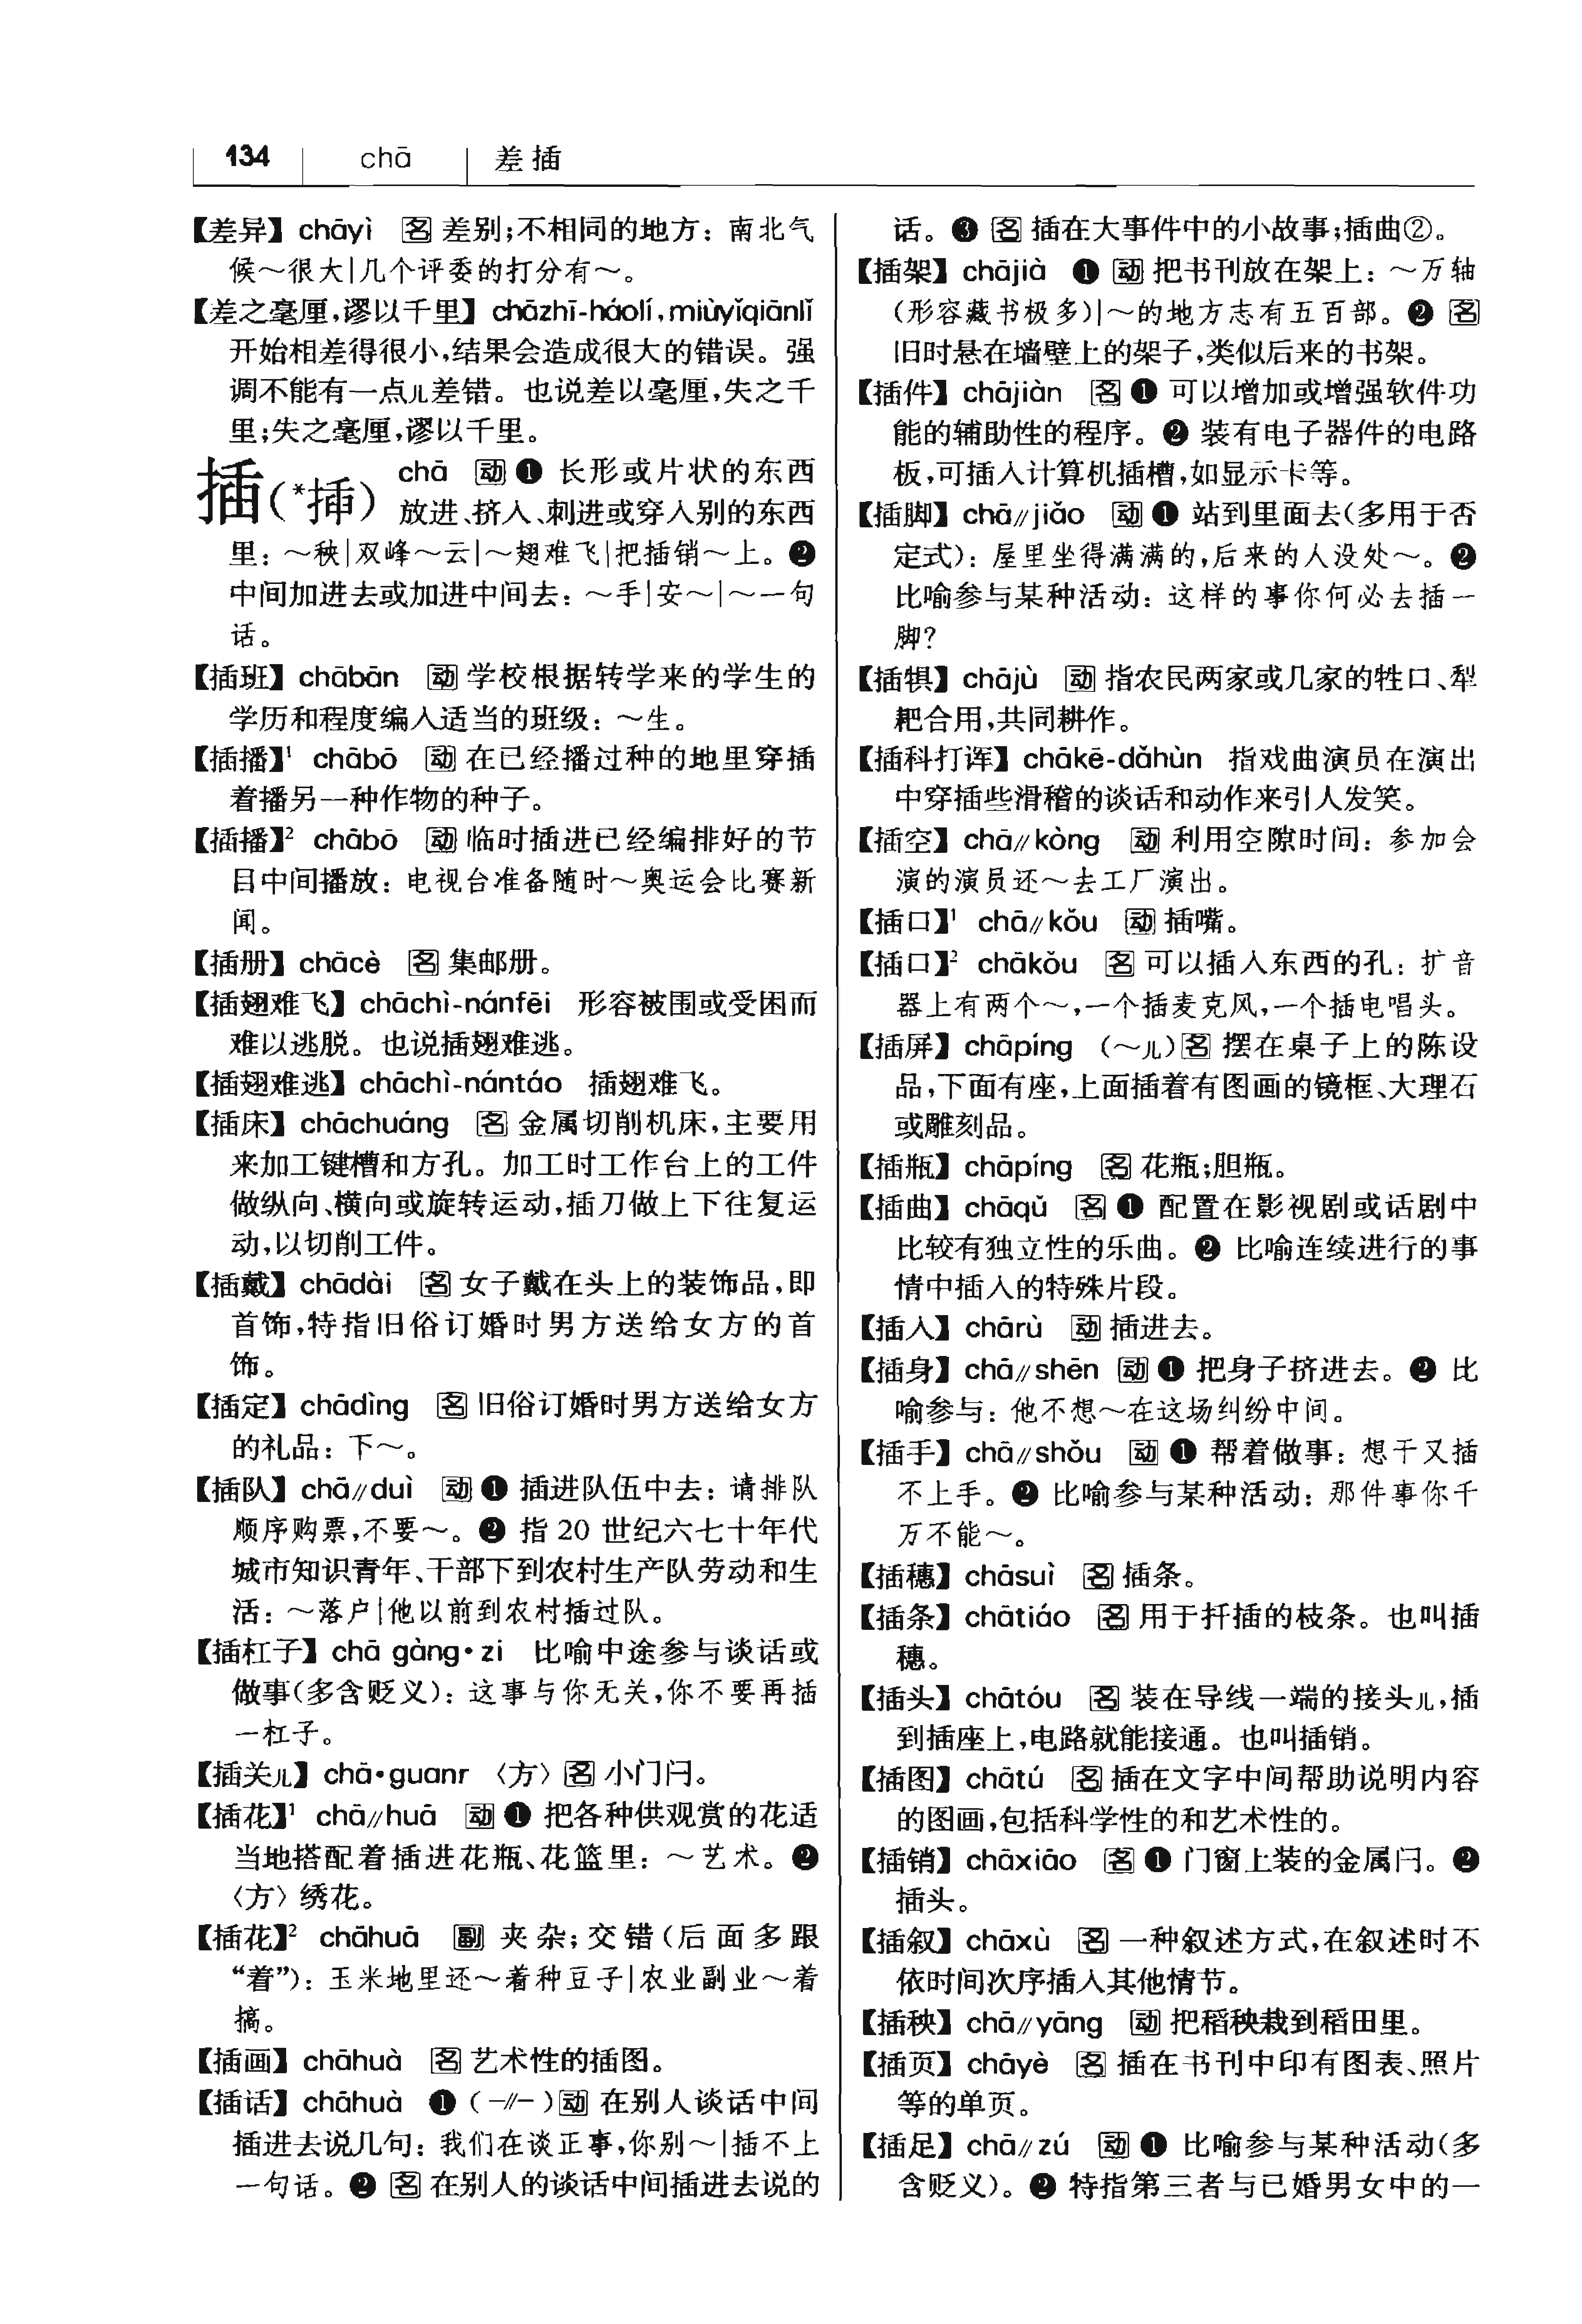 134 chā 差插
【差异】 chāyì 名 差别;不相同的地方：南北气
候～很大|几个评委的打分有～。
【差之毫厘,谬以千里】 chāzhī-háolí, miùyǐqiānlǐ
开始相差得很小,结果会造成很大的错误。强
调不能有一点儿差错。也说差以毫厘,失之千
里;失之毫厘,谬以千里。
插(*揷) chā 动 ❶ 长形或片状的东西
放进、挤入、刺进或穿入别的东西
里：～秧|双峰～云|～翅难飞|把插销～上。❷
中间加进去或加进中间去：～手|安～|～一句
话。
【插班】 chābān 动 学校根据转学来的学生的
学历和程度编入适当的班级：～生。
【插播】¹ chābō 动 在已经播过种的地里穿插
着播另一种作物的种子。
【插播】² chābō 动 临时插进已经编排好的节
目中间播放：电视台准备随时～奥运会比赛新
闻。
【插册】 chācè 名 集邮册。
【插翅难飞】 chāchì-nánfēi 形容被围或受困而
难以逃脱。也说插翅难逃。
【插翅难逃】 chāchì-nántáo 插翅难飞。
【插床】 chāchuáng 名 金属切削机床,主要用
来加工键槽和方孔。加工时工作台上的工件
做纵向、横向或旋转运动,插刀做上下往复运
动,以切削工件。
【插戴】 chādài 名 女子戴在头上的装饰品,即
首饰,特指旧俗订婚时男方送给女方的首
饰。
【插定】 chādìng 名 旧俗订婚时男方送给女方
的礼品：下～。
【插队】 chā//duì 动 ❶ 插进队伍中去：请排队
顺序购票,不要～。❷ 指 20 世纪六七十年代
城市知识青年、干部下到农村生产队劳动和生
活：～落户|他以前到农村插过队。
【插杠子】 chā gàng·zi 比喻中途参与谈话或
做事(多含贬义)：这事与你无关,你不要再插
一杠子。
【插关儿】 chā·guanr 〈方〉 名 小门闩。
【插花】¹ chā//huā 动 ❶ 把各种供观赏的花适
当地搭配着插进花瓶、花篮里：～艺术。❷
〈方〉绣花。
【插花】² chāhuā 副 夹杂;交错(后面多跟
“着”)：玉米地里还～着种豆子|农业副业～着
搞。
【插画】 chāhuà 名 艺术性的插图。
【插话】 chāhuà ❶ (-//-) 动 在别人谈话中间
插进去说几句：我们在谈正事,你别～|插不上
一句话。❷ 名 在别人的谈话中间插进去说的
话。❸ 名 插在大事件中的小故事;插曲②。
【插架】 chājià ❶ 动 把书刊放在架上：～万轴
(形容藏书极多)|～的地方志有五百部。❷ 名
旧时悬在墙壁上的架子,类似后来的书架。
【插件】 chājiàn 名 ❶ 可以增加或增强软件功
能的辅助性的程序。❷ 装有电子器件的电路
板,可插入计算机插槽,如显示卡等。
【插脚】 chā//jiǎo 动 ❶ 站到里面去(多用于否
定式)：屋里坐得满满的,后来的人没处～。❷
比喻参与某种活动：这样的事你何必去插一
脚?
【插犋】 chājù 动 指农民两家或几家的牲口、犁
耙合用,共同耕作。
【插科打诨】 chākē-dǎhùn 指戏曲演员在演出
中穿插些滑稽的谈话和动作来引人发笑。
【插空】 chā//kòng 动 利用空隙时间：参加会
演的演员还～去工厂演出。
【插口】¹ chā//kǒu 动 插嘴。
【插口】² chākǒu 名 可以插入东西的孔：扩音
器上有两个～,一个插麦克风,一个插电唱头。
【插屏】 chāpíng (～儿) 名 摆在桌子上的陈设
品,下面有座,上面插着有图画的镜框、大理石
或雕刻品。
【插瓶】 chāpíng 名 花瓶;胆瓶。
【插曲】 chāqǔ 名 ❶ 配置在影视剧或话剧中
比较有独立性的乐曲。❷ 比喻连续进行的事
情中插入的特殊片段。
【插入】 chārù 动 插进去。
【插身】 chā//shēn 动 ❶ 把身子挤进去。❷ 比
喻参与：他不想～在这场纠纷中间。
【插手】 chā//shǒu 动 ❶ 帮着做事：想干又插
不上手。❷ 比喻参与某种活动：那件事你千
万不能～。
【插穗】 chāsuì 名 插条。
【插条】 chātiáo 名 用于扦插的枝条。也叫插
穗。
【插头】 chātóu 名 装在导线一端的接头儿,插
到插座上,电路就能接通。也叫插销。
【插图】 chātú 名 插在文字中间帮助说明内容
的图画,包括科学性的和艺术性的。
【插销】 chāxiāo 名 ❶ 门窗上装的金属闩。❷
插头。
【插叙】 chāxù 名 一种叙述方式,在叙述时不
依时间次序插入其他情节。
【插秧】 chā//yāng 动 把稻秧栽到稻田里。
【插页】 chāyè 名 插在书刊中印有图表、照片
等的单页。
【插足】 chā//zú 动 ❶ 比喻参与某种活动(多
含贬义)。❷ 特指第三者与已婚男女中的一